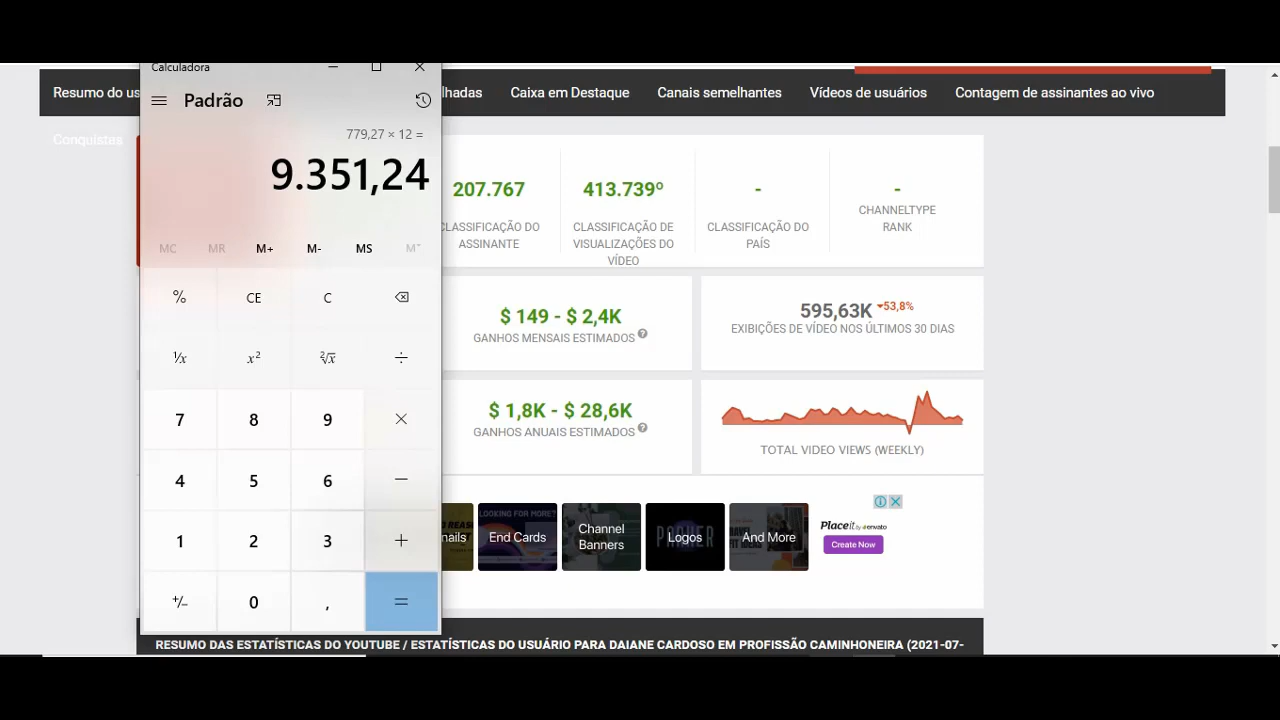 Calculadora
Padrão
779,27 × 12 =
9.351,24
MC MR M+ M- MS M˅
% CE C
¹/x x² ²√x ÷
7 8 9 ×
4 5 6 −
1 2 3 +
+/− 0 , =
Resumo do us
lhadas
Caixa em Destaque
Canais semelhantes
Vídeos de usuários
Contagem de assinantes ao vivo
Conquistas
207.767
CLASSIFICAÇÃO DO
ASSINANTE
413.739º
CLASSIFICAÇÃO DE
VISUALIZAÇÕES DO
VÍDEO
-
CLASSIFICAÇÃO DO
PAÍS
-
CHANNELTYPE
RANK
$ 149 - $ 2,4K
GANHOS MENSAIS ESTIMADOS ?
595,63K 53,8%
EXIBIÇÕES DE VÍDEO NOS ÚLTIMOS 30 DIAS
$ 1,8K - $ 28,6K
GANHOS ANUAIS ESTIMADOS ?
TOTAL VIDEO VIEWS (WEEKLY)
nails
LOOKING FOR MORE?
End Cards
Channel
Banners
Logos
And More
Placeit by envato
Create Now
RESUMO DAS ESTATÍSTICAS DO YOUTUBE / ESTATÍSTICAS DO USUÁRIO PARA DAIANE CARDOSO EM PROFISSÃO CAMINHONEIRA (2021-07-